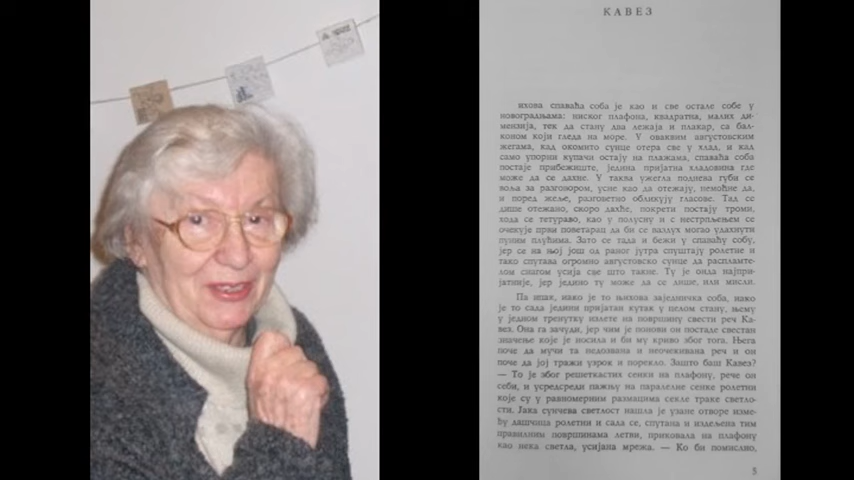 КАВЕЗ
ихова спаваћа соба је као и све остале собе у
новоградњама: ниског плафона, квадратна, малих ди-
мензија, тек да стану два лежаја и плакар, са бал-
коном који гледа на море. У оваквим августовским
жегама, кад окомито сунце отера све у хлад, и кад
само упорни купачи остају на плажама, спаваћа соба
постаје прибежиште, једина пријатна хладовина где
може да се дахне. У таква ужегла поднева губи се
воља за разговором, усне као да отежају, немоћне да,
и поред жеље, разговетно обликују гласове. Тад се
дише отежано, скоро дахће, покрети постају троми,
хода се тетураво, као у полусну и с нестрпљењем се
очекује први поветарац да би се ваздух могао удахнути
пуним плућима. Зато се тада и бежи у спаваћу собу,
јер се на њој још од раног јутра спуштају ролетне и
тако спутава огромно августовско сунце да распламте-
лом снагом усија све што такне. Ту је онда најпри-
јатније, јер једино ту може да се дише, или мисли.
Па ипак, иако је то њихова заједничка соба, иако
је то сада једини пријатан кутак у целом стану, њему
у једном тренутку излете на површину свести реч Ка-
вез. Она га зачуди, јер чим је понови он постаде свестан
значење које је носила и би му криво због тога. Њега
поче да мучи та недозвана и неочекивана реч и он
поче да јој тражи узрок и порекло. Зашто баш Кавез?
— То је због решеткастих сенки на плафону, рече он
себи, и усредсреди пажњу на паралелне сенке ролетни
које су у равномерним размацима секле траке светло-
сти. Јака сунчева светлост нашла је узане отворе изме-
ђу дашчица ролетни и сада се, спутана и издељена тим
правилним површинама летви, приковала на плафону
као нека светла, усијана мрежа. — Ко би помислио,
5